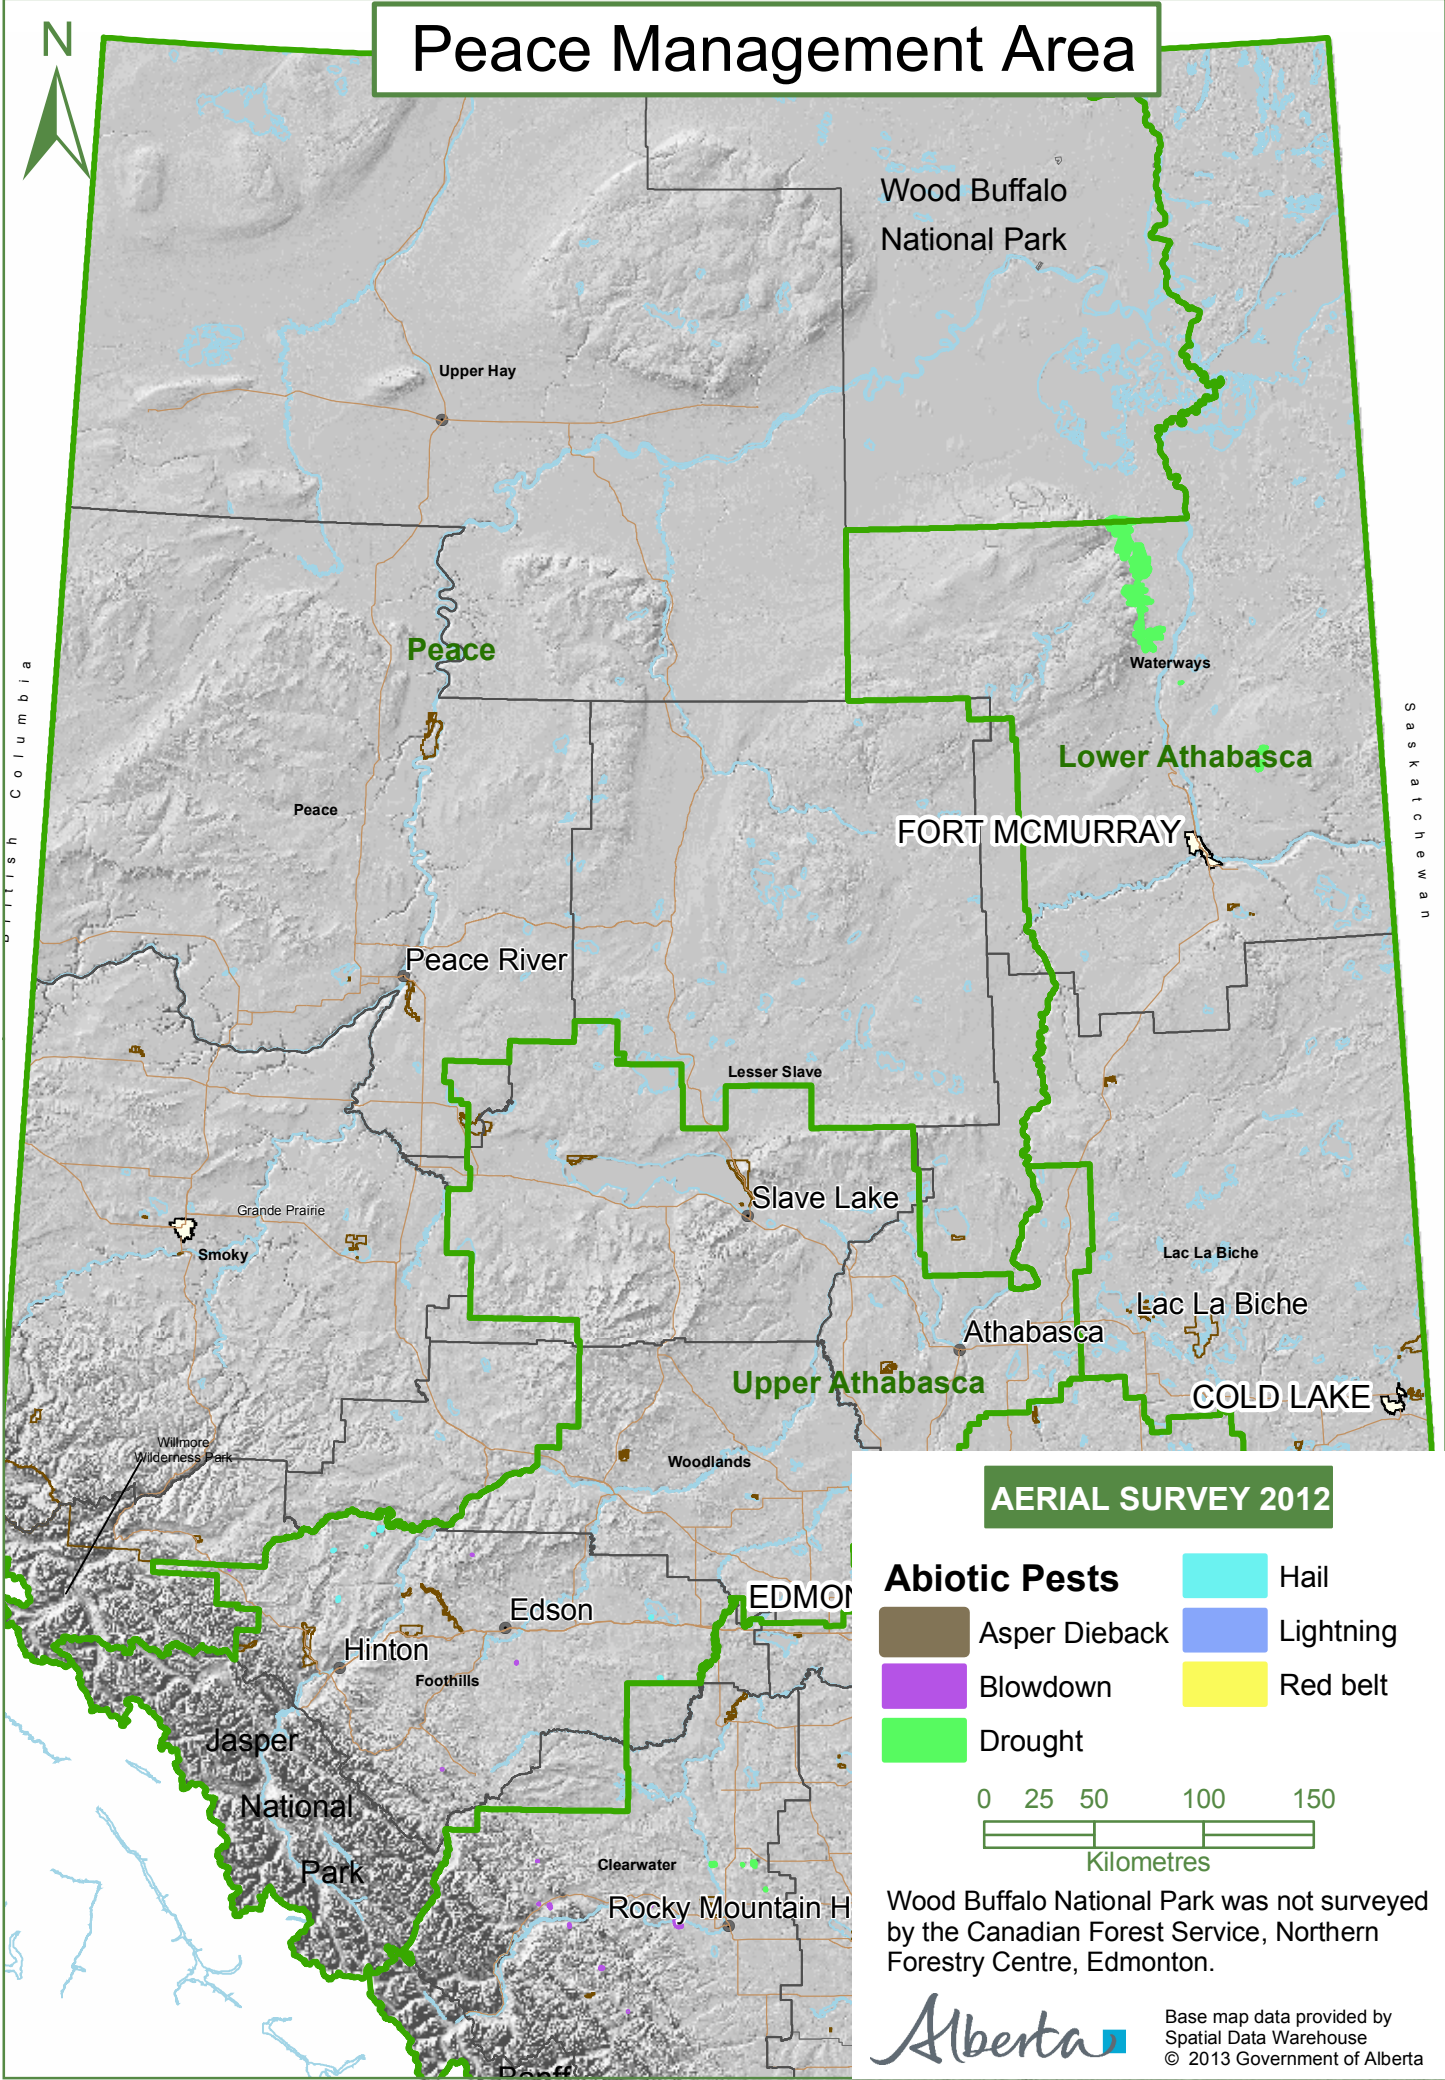 Peace Management Area
N
Wood Buffalo
National Park
Upper Hay
Peace
Waterways
British Columbia
Saskatchewan
Lower Athabasca
Peace
FORT MCMURRAY
Peace River
Lesser Slave
Slave Lake
Grande Prairie
Smoky
Lac La Biche
Lac La Biche
Athabasca
Upper Athabasca
COLD LAKE
Willmore
Wilderness Park
Woodlands
EDMON
Edson
Hinton
Foothills
Jasper
National
Park
Clearwater
Rocky Mountain H
Banff
AERIAL SURVEY 2012
Abiotic Pests
Asper Dieback
Blowdown
Drought
Hail
Lightning
Red belt
0 25 50 100 150
Kilometres
Wood Buffalo National Park was not surveyed
by the Canadian Forest Service, Northern
Forestry Centre, Edmonton.
Alberta
Base map data provided by
Spatial Data Warehouse
© 2013 Government of Alberta